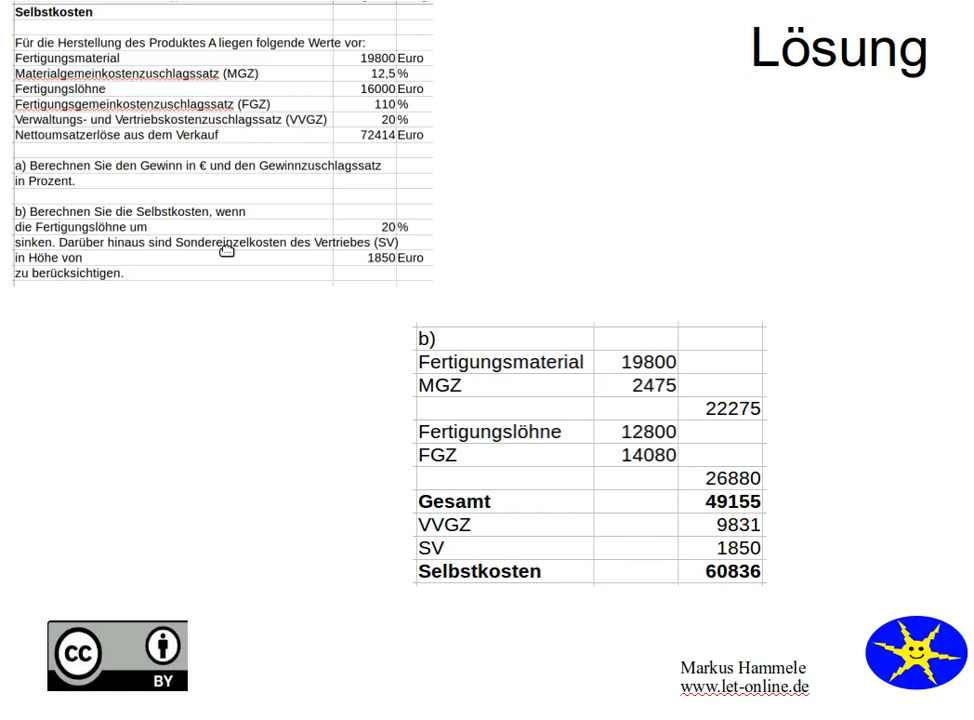 Selbstkosten
Lösung
Für die Herstellung des Produktes A liegen folgende Werte vor:
Fertigungsmaterial 19800 Euro
Materialgemeinkostenzuschlagssatz (MGZ) 12,5 %
Fertigungslöhne 16000 Euro
Fertigungsgemeinkostenzuschlagssatz (FGZ) 110 %
Verwaltungs- und Vertriebskostenzuschlagssatz (VVGZ) 20 %
Nettoumsatzerlöse aus dem Verkauf 72414 Euro
a) Berechnen Sie den Gewinn in € und den Gewinnzuschlagssatz
in Prozent.
b) Berechnen Sie die Selbstkosten, wenn
die Fertigungslöhne um 20 %
sinken. Darüber hinaus sind Sondereinzelkosten des Vertriebes (SV)
in Höhe von 1850 Euro
zu berücksichtigen.
b)
Fertigungsmaterial 19800
MGZ 2475
22275
Fertigungslöhne 12800
FGZ 14080
26880
Gesamt 49155
VVGZ 9831
SV 1850
Selbstkosten 60836
cc
BY
Markus Hammele
www.let-online.de